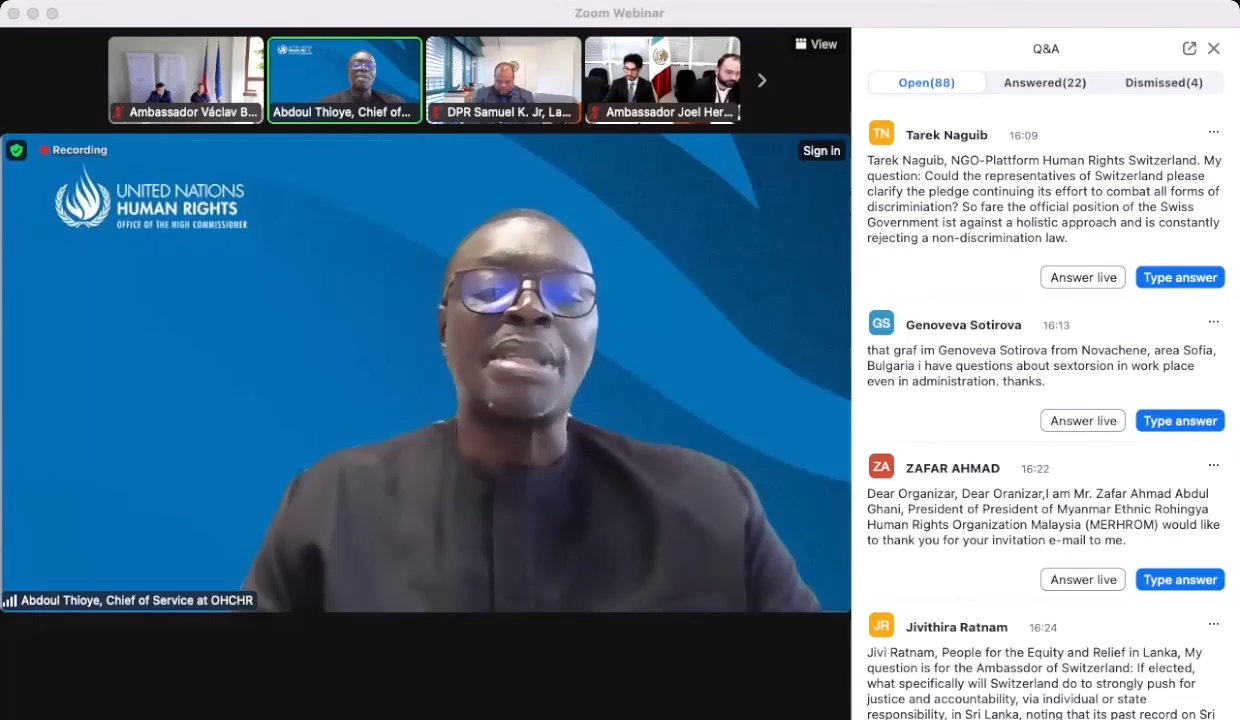 Zoom Webinar
Ambassador Václav B...
Abdoul Thioye, Chief of...
DPR Samuel K. Jr, La...
Ambassador Joel Her...
View
Recording
Sign in
UNITED NATIONS
HUMAN RIGHTS
OFFICE OF THE HIGH COMMISSIONER
Abdoul Thioye, Chief of Service at OHCHR
Q&A
Open(88) Answered(22) Dismissed(4)
TN Tarek Naguib 16:09
Tarek Naguib, NGO-Plattform Human Rights Switzerland. My
question: Could the representatives of Switzerland please
clarify the pledge continuing its effort to combat all forms of
discriminiation? So fare the official position of the Swiss
Government ist against a holistic approach and is constantly
rejecting a non-discrimination law.
Answer live Type answer
GS Genoveva Sotirova 16:13
that graf im Genoveva Sotirova from Novachene, area Sofia,
Bulgaria i have questions about sextorsion in work place
even in administration. thanks.
Answer live Type answer
ZA ZAFAR AHMAD 16:22
Dear Organizar, Dear Oranizar,I am Mr. Zafar Ahmad Abdul
Ghani, President of President of Myanmar Ethnic Rohingya
Human Rights Organization Malaysia (MERHROM) would like
to thank you for your invitation e-mail to me.
Answer live Type answer
JR Jivithira Ratnam 16:24
Jivi Ratnam, People for the Equity and Relief in Lanka, My
question is for the Ambassdor of Switzerland: If elected,
what specifically will Switzerland do to strongly push for
justice and accountability, via individual or state
responsibility, in Sri Lanka, noting that its past record on Sri